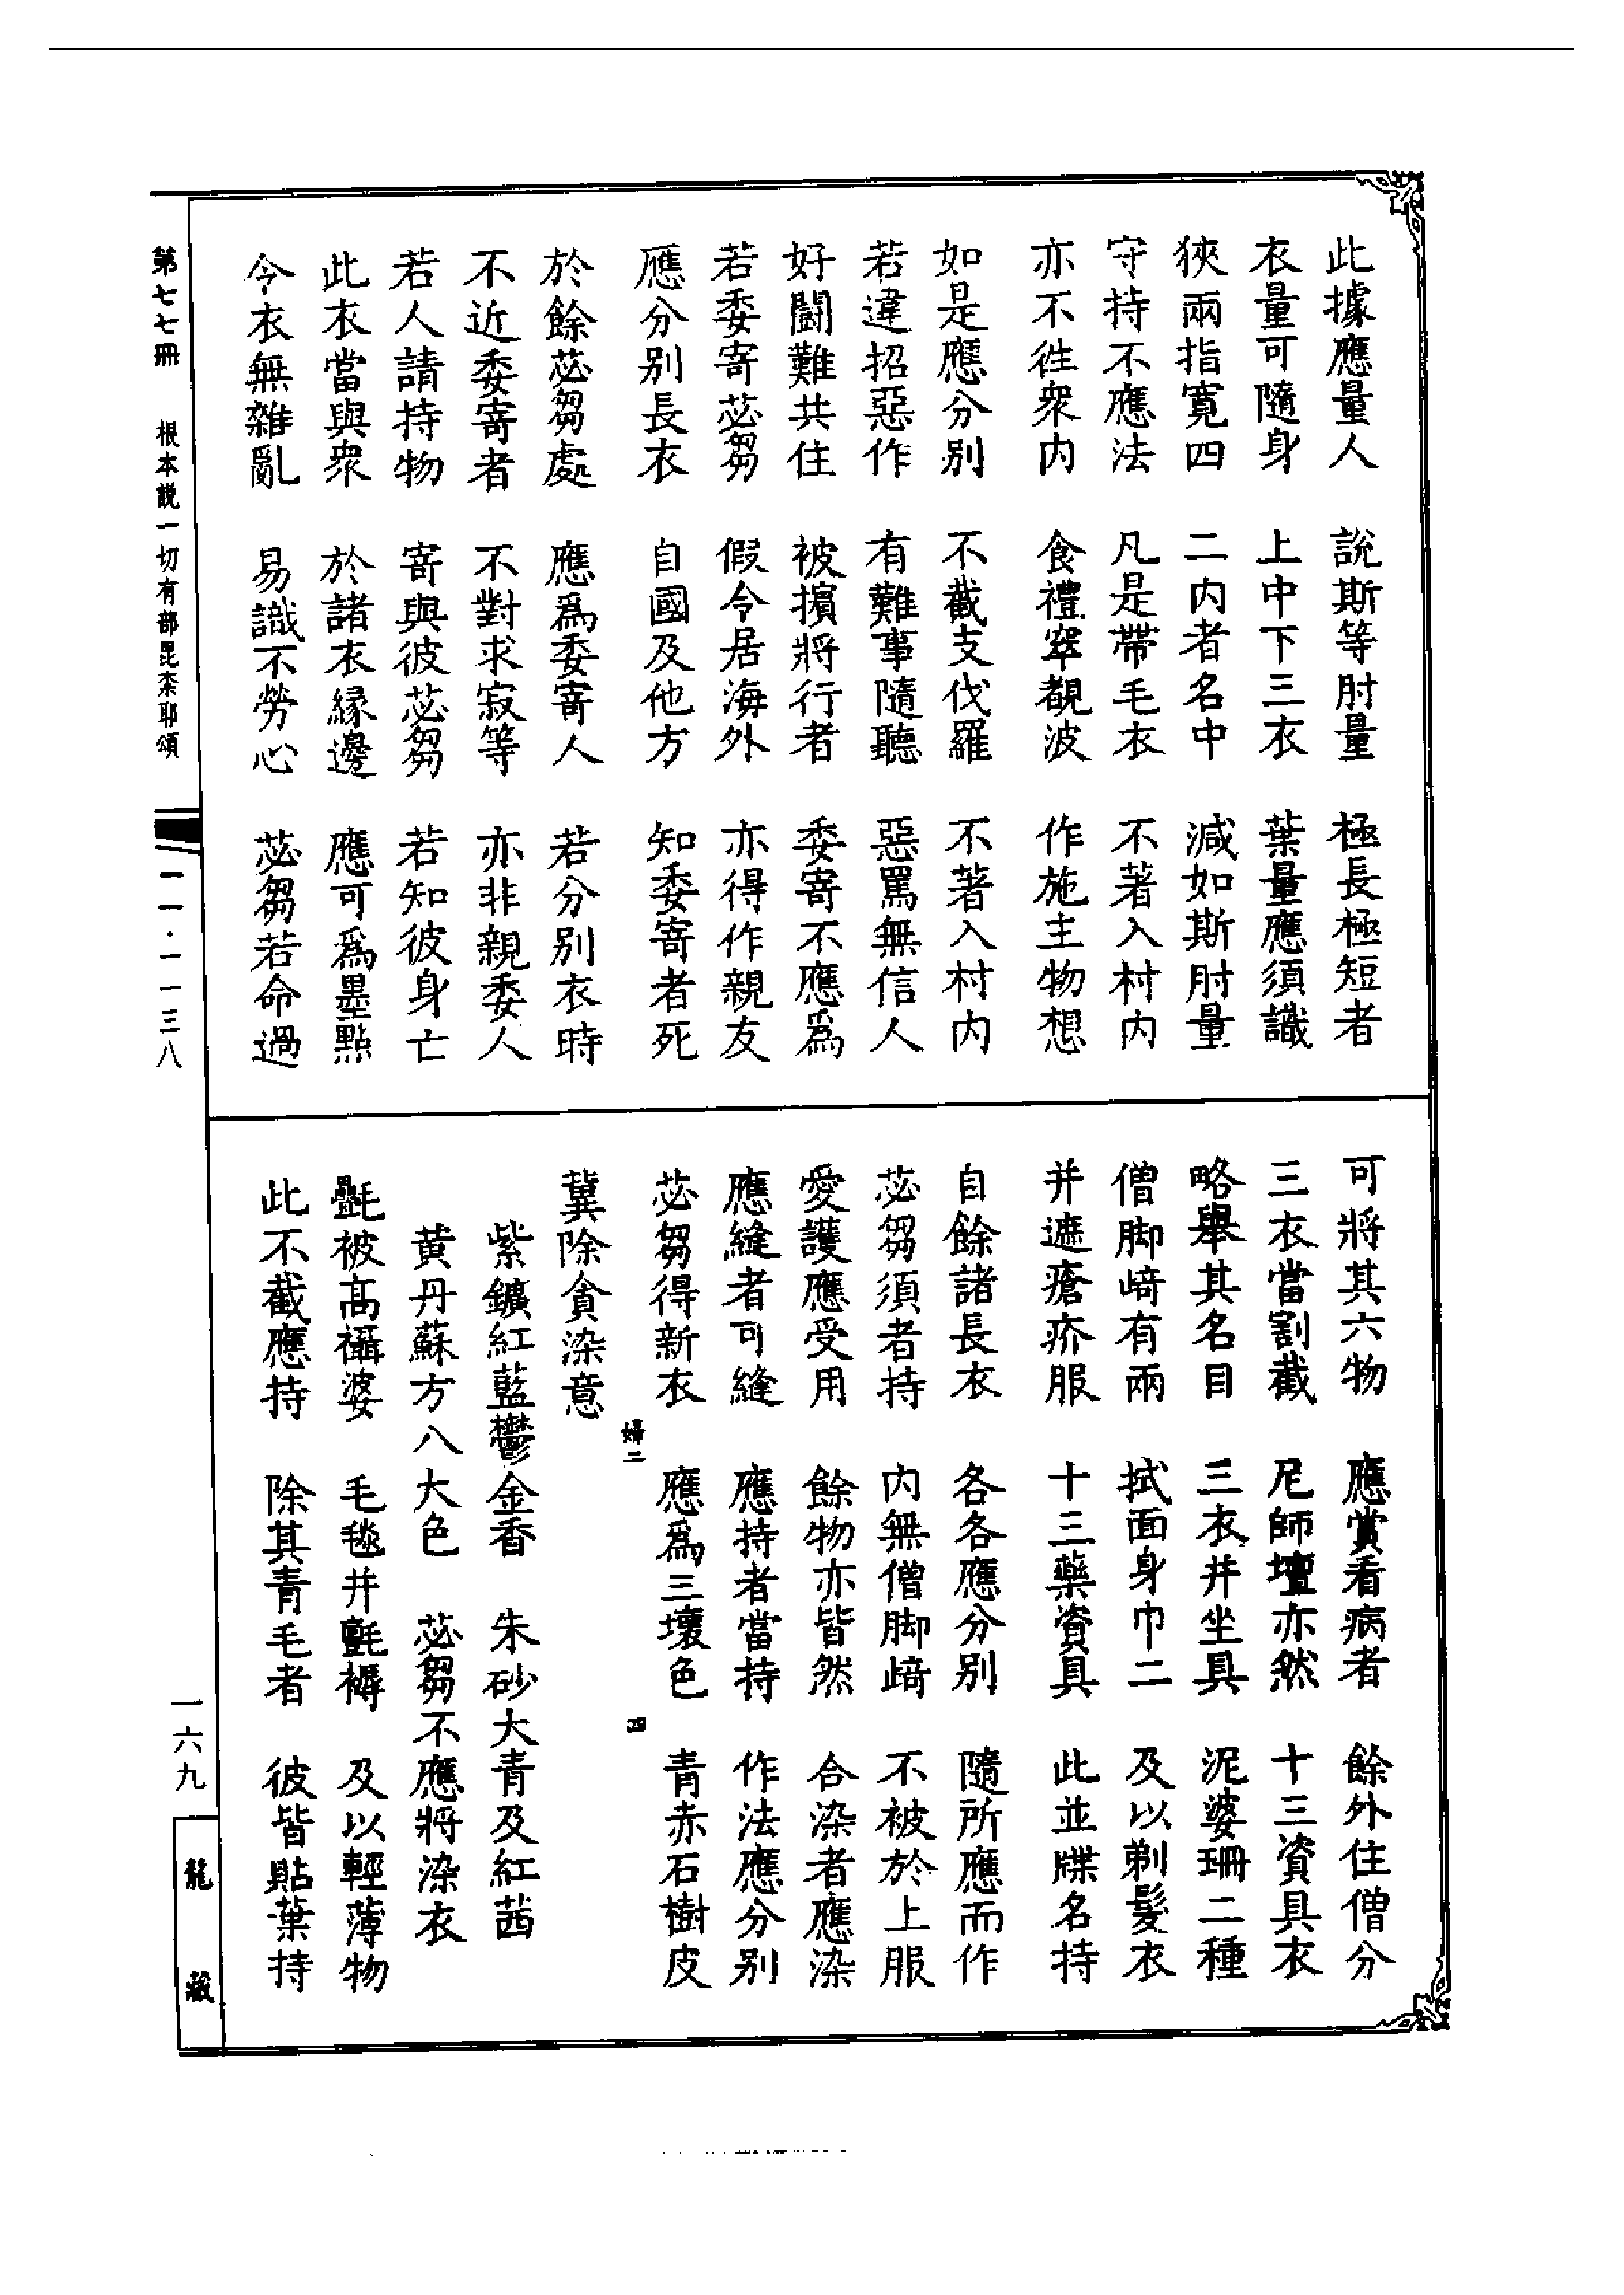 此據應量人　說斯等肘量　極長極短者
衣量可隨身　上中下三衣　葉量應須識
狹兩指寬四　二内者名中　減如斯肘量
守持不應法　凡是帶毛衣　不著入村内
亦不徃衆内　食禮窣覩波　作施主物想
如是應分别　不截支伐羅　不著入村内
若違招惡作　有難事隨聽　惡罵無信人
好鬭難共住　被擯將行者　委寄不應爲
若委寄苾芻　假令居海外　亦得作親友
應分别長衣　自國及他方　知委寄者死
於餘苾芻處　應爲委寄人　若分别衣時
不近委寄者　不對求寂等　亦非親委人
若人請持物　寄與彼苾芻　若知彼身亡
此衣當與衆　於諸衣緣邊　應可爲墨點
今衣無雜亂　易識不勞心　苾芻若命過
可將其六物　應賞看病者　餘外住僧分
三衣當割截　尼師壇亦然　十三資具衣
略舉其名目　三衣并坐具　泥婆珊二種
僧脚崎有兩　拭面身巾二　及以剃髮衣
并遮瘡疥服　十三藥資具　此並牒名持
自餘諸長衣　各各應分别　隨所應而作
苾芻須者持　内無僧脚崎　不被於上服
愛護應受用　餘物亦皆然　合染者應染
應縫者可縫　應持者當持　作法應分别
苾芻得新衣　應爲三壞色　青赤石樹皮
婦二　四
冀除貪染意
紫鑛紅藍鬱金香　朱砂大青及紅茜
黄丹蘇方八大色　苾芻不應將染衣
㲲被高襵婆　毛毯并氈褥　及以輕薄物
此不截應持　除其青毛者　彼皆貼葉持
第七七冊　根本説一切有部毘柰耶頌　一一·一一三八
一六九　龍藏